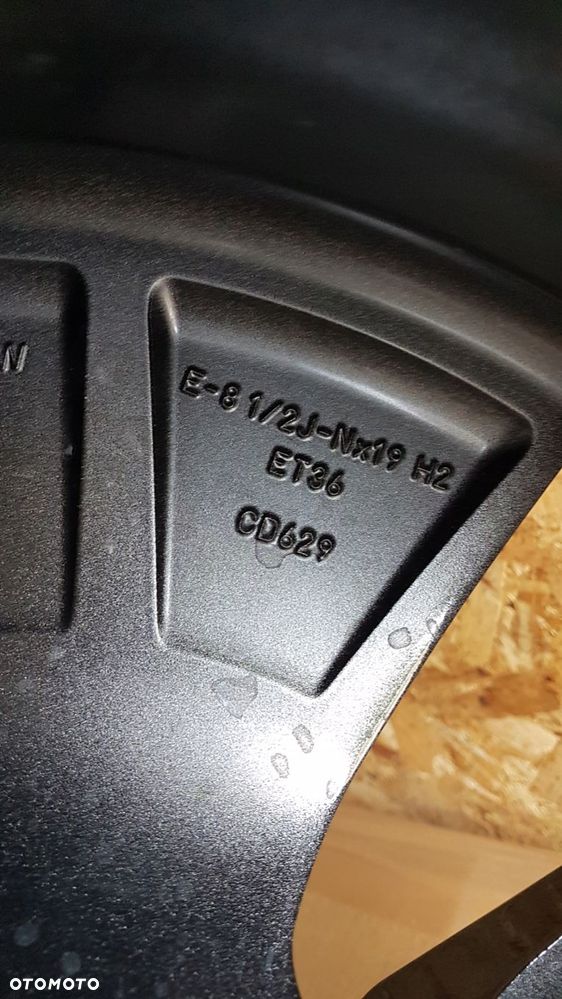 N
E-8 1/2J-Nx19 H2
ET36
CD629
OTOMOTO